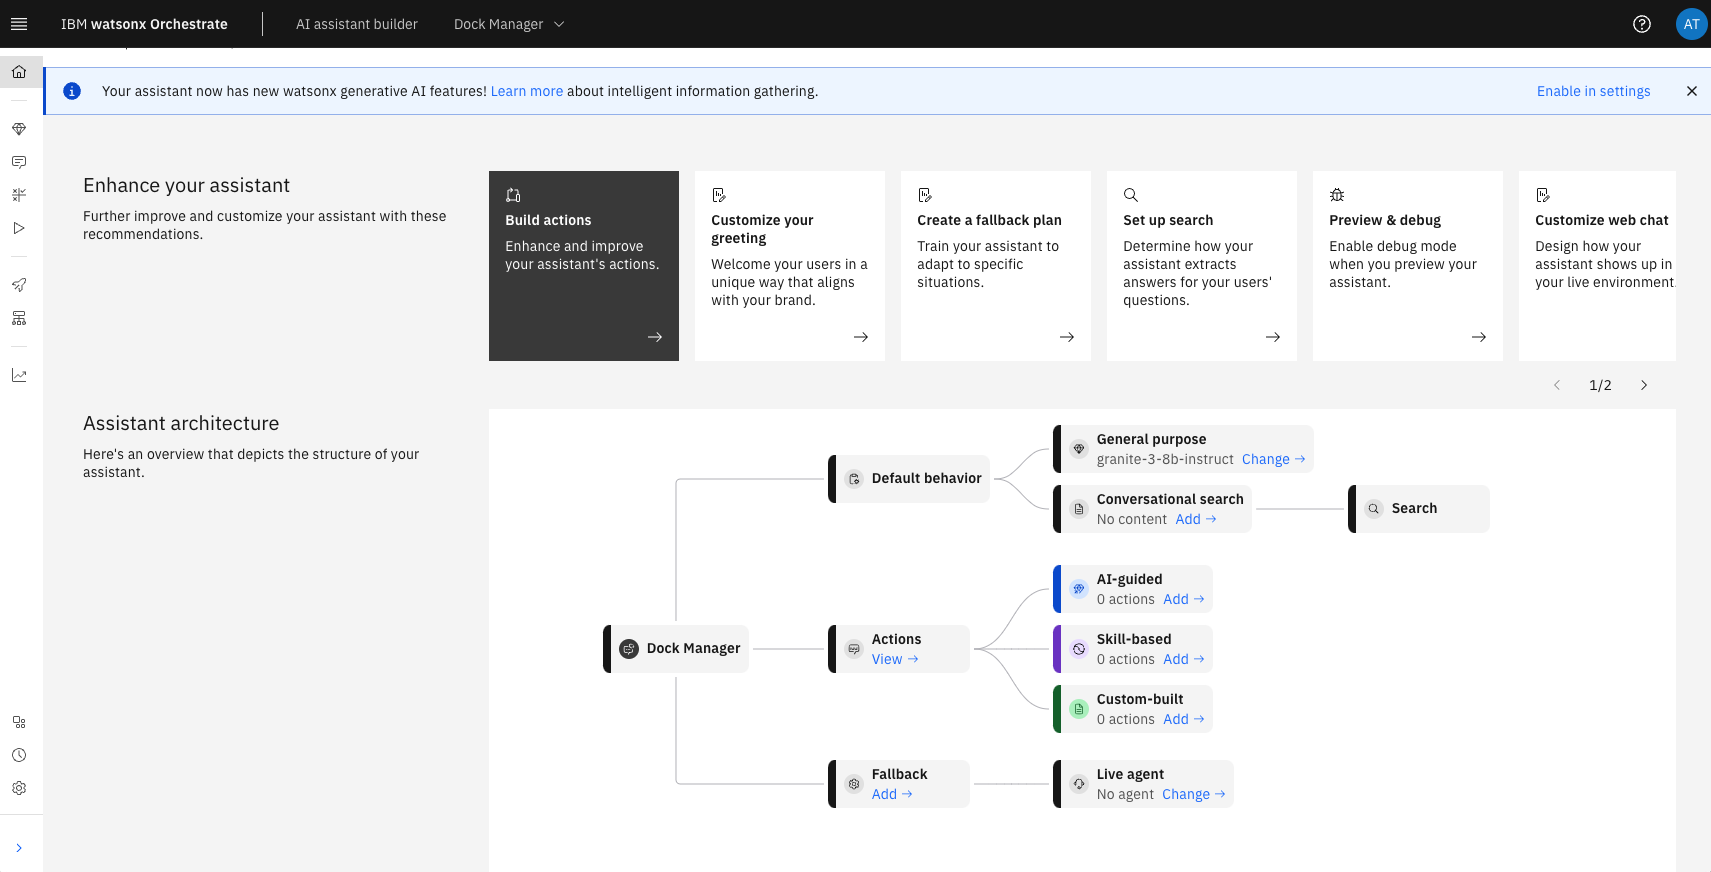 IBM watsonx Orchestrate
AI assistant builder
Dock Manager
AT
Your assistant now has new watsonx generative AI features! Learn more about intelligent information gathering.
Enable in settings
Enhance your assistant
Further improve and customize your assistant with these
recommendations.
Build actions
Enhance and improve
your assistant's actions.
Customize your
greeting
Welcome your users in a
unique way that aligns
with your brand.
Create a fallback plan
Train your assistant to
adapt to specific
situations.
Set up search
Determine how your
assistant extracts
answers for your users'
questions.
Preview & debug
Enable debug mode
when you preview your
assistant.
Customize web chat
Design how your
assistant shows up in
your live environment.
1/2
Assistant architecture
Here's an overview that depicts the structure of your
assistant.
Dock Manager
Default behavior
General purpose
granite-3-8b-instruct Change
Conversational search
No content Add
Search
Actions
View
AI-guided
0 actions Add
Skill-based
0 actions Add
Custom-built
0 actions Add
Fallback
Add
Live agent
No agent Change